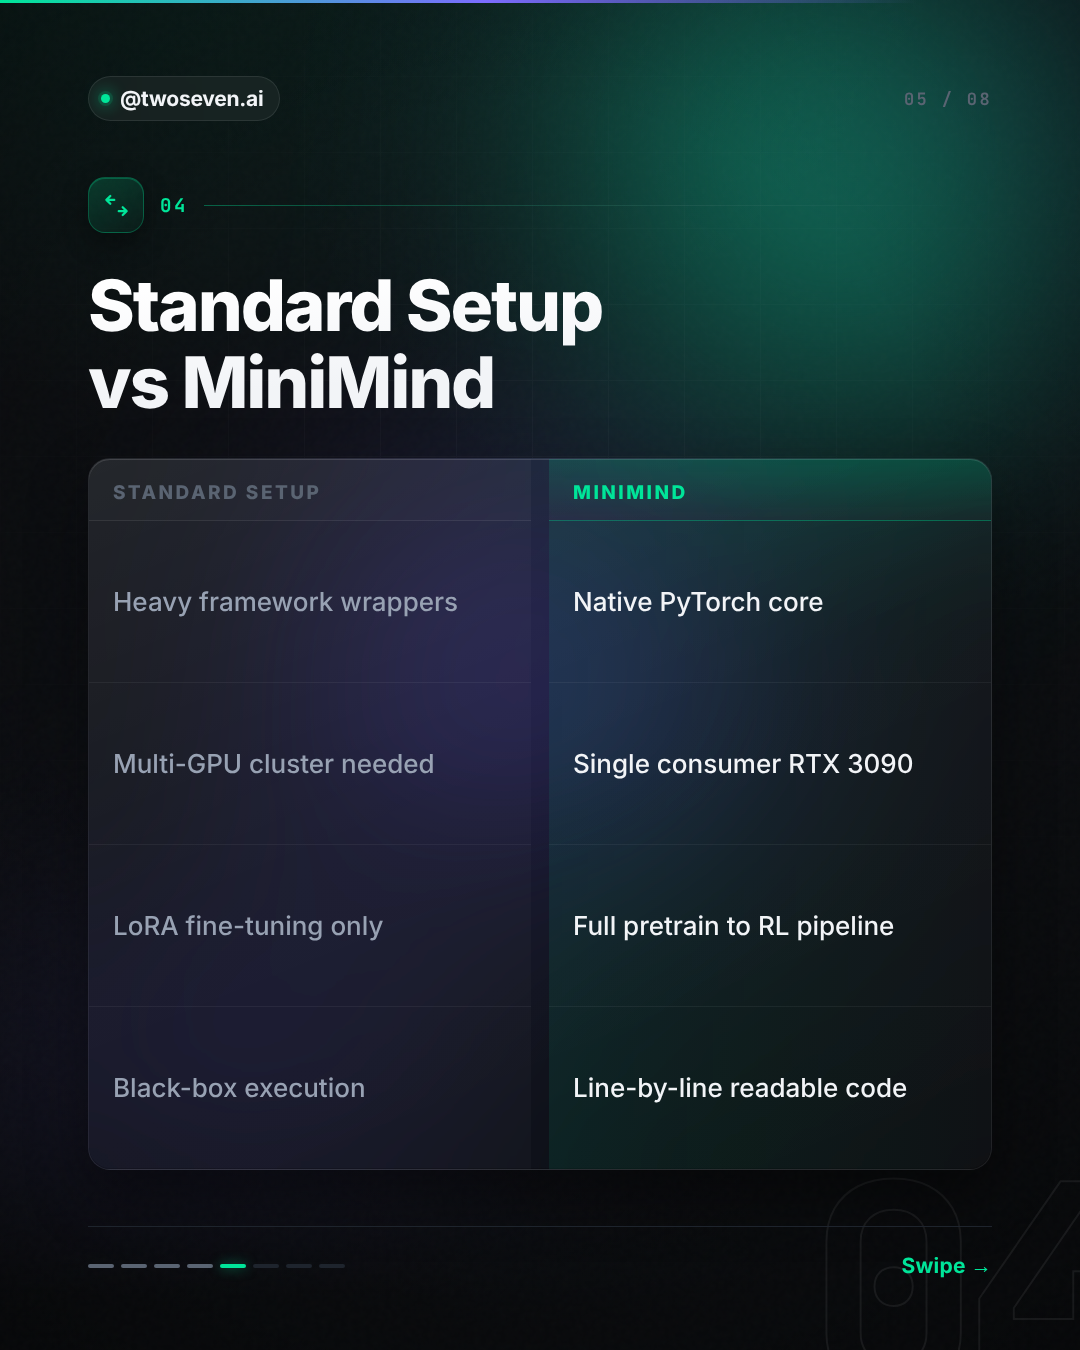 @twoseven.ai
05 / 08
04
Standard Setup
vs MiniMind
STANDARD SETUP
MINIMIND
Heavy framework wrappers
Native PyTorch core
Multi-GPU cluster needed
Single consumer RTX 3090
LoRA fine-tuning only
Full pretrain to RL pipeline
Black-box execution
Line-by-line readable code
Swipe →
04